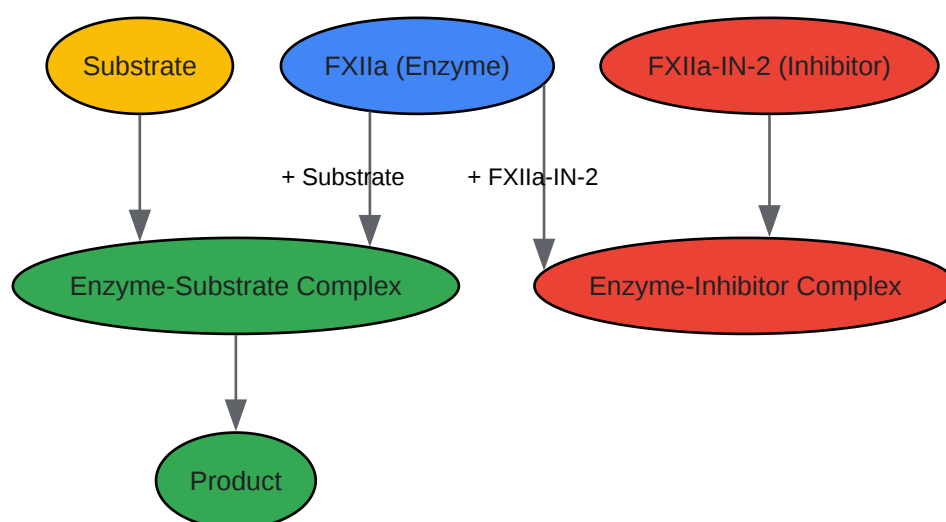 Substrate
FXIIa (Enzyme)
FXIIa-IN-2 (Inhibitor)
+ Substrate
+ FXIIa-IN-2
Enzyme-Substrate Complex
Enzyme-Inhibitor Complex
Product